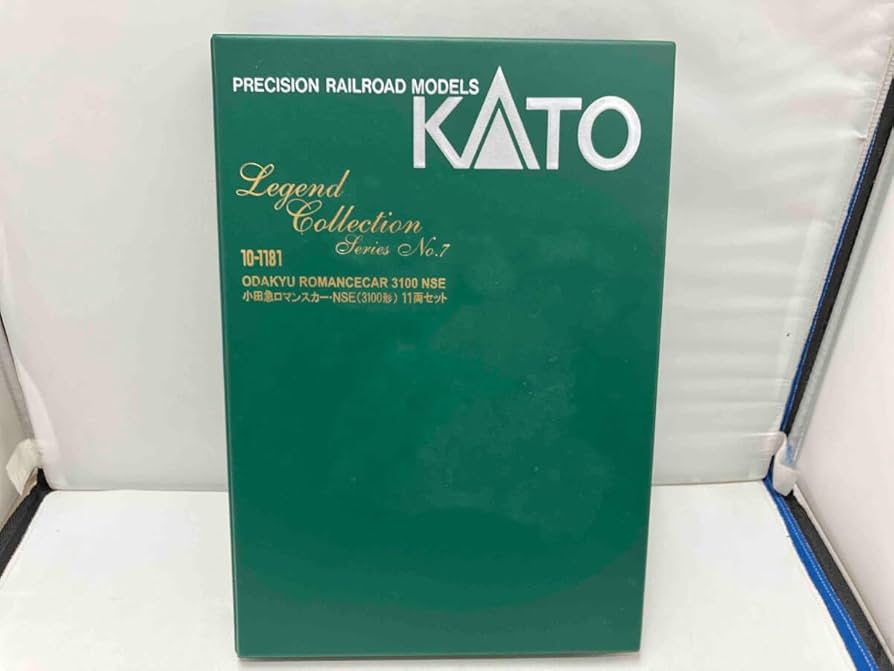 PRECISION RAILROAD MODELS
KATO
Legend
Collection
Series No.7
10-1181
ODAKYU ROMANCECAR 3100 NSE
小田急ロマンスカー・NSE(3100形) 11両セット